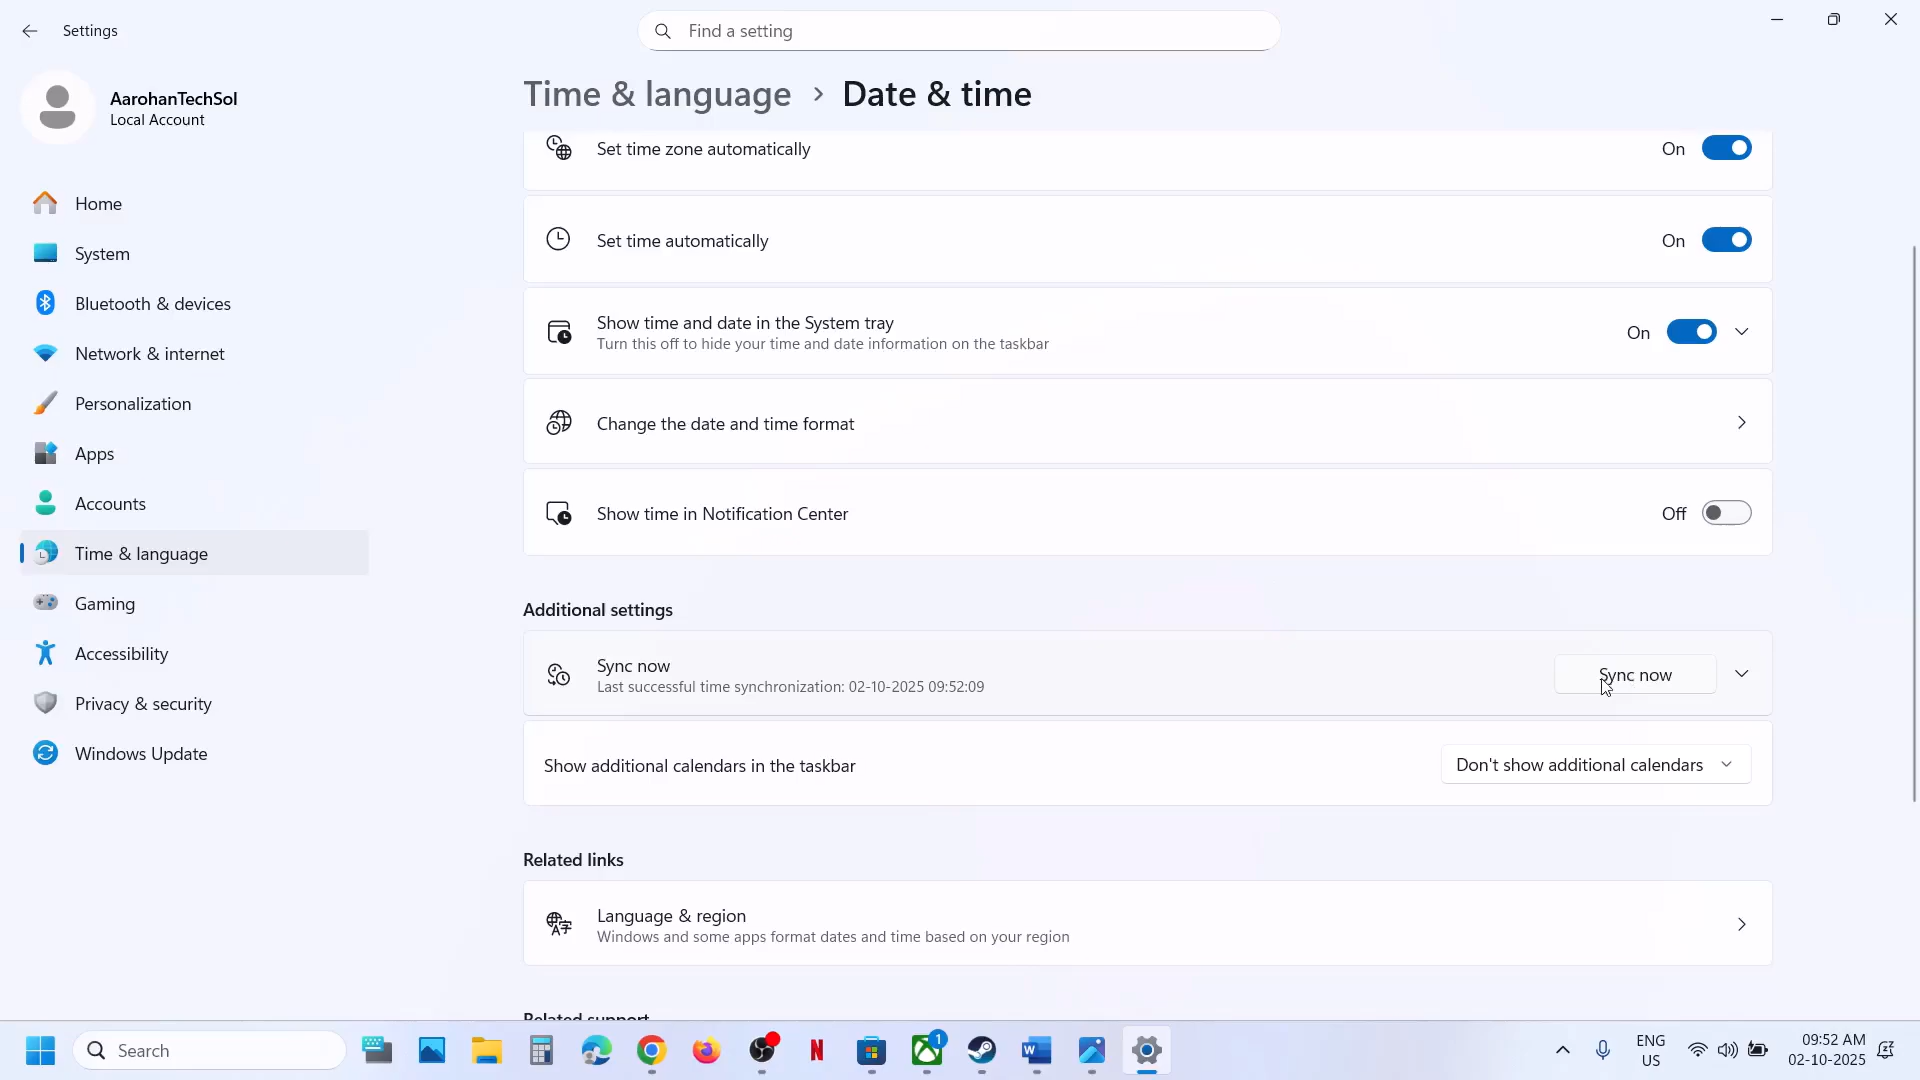 Settings
Find a setting
AarohanTechSol
Local Account
Home
System
Bluetooth & devices
Network & internet
Personalization
Apps
Accounts
Time & language
Gaming
Accessibility
Privacy & security
Windows Update
Time & language > Date & time
Set time zone automatically
On
Set time automatically
On
Show time and date in the System tray
Turn this off to hide your time and date information on the taskbar
On
Change the date and time format
Show time in Notification Center
Off
Additional settings
Sync now
Last successful time synchronization: 02-10-2025 09:52:09
Sync now
Show additional calendars in the taskbar
Don't show additional calendars
Related links
Language & region
Windows and some apps format dates and time based on your region
Related support
Search
1
ENG
US
09:52 AM
02-10-2025